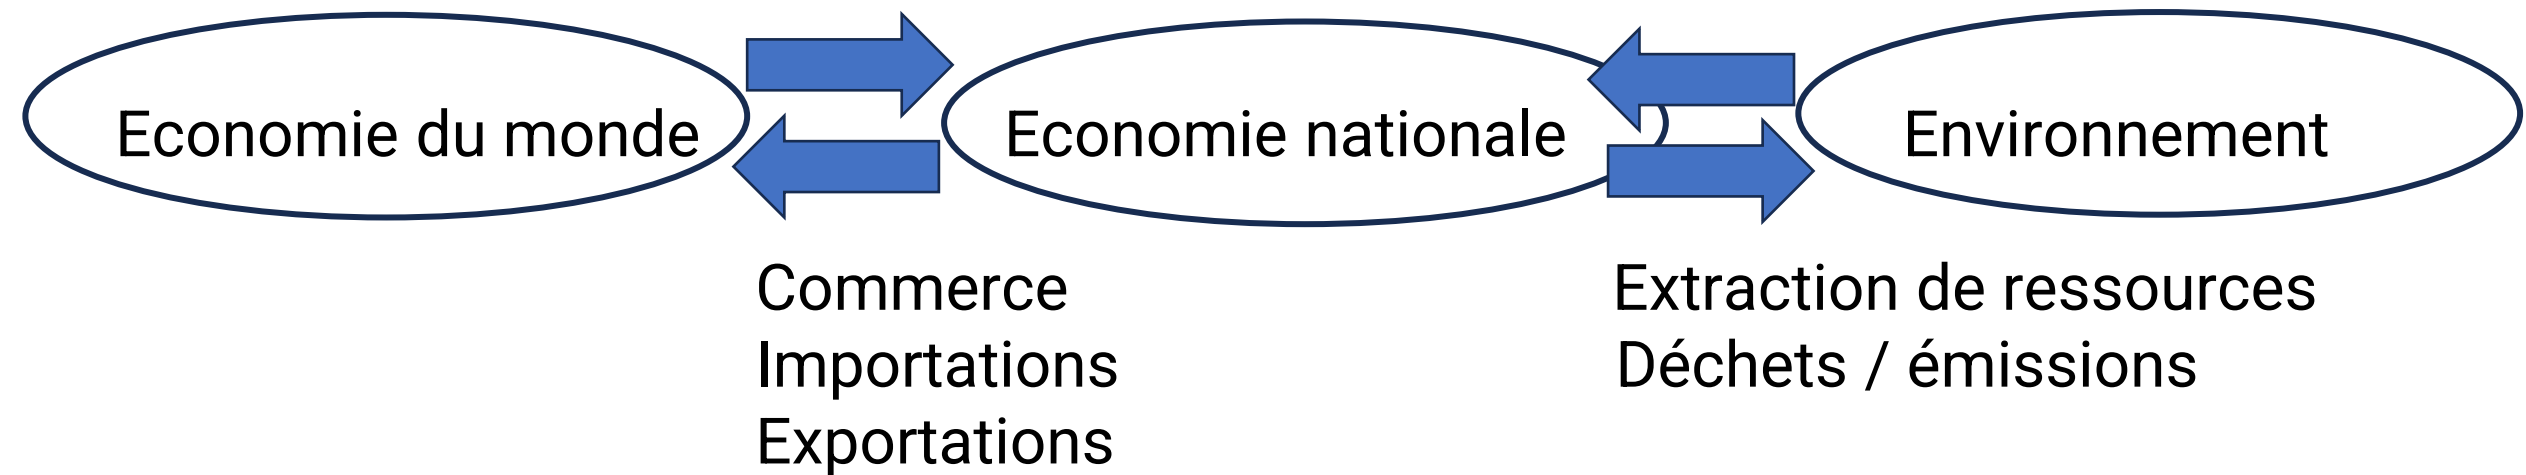 Economie du monde
Economie nationale
Environnement
Commerce
Importations
Exportations
Extraction de ressources
Déchets / émissions